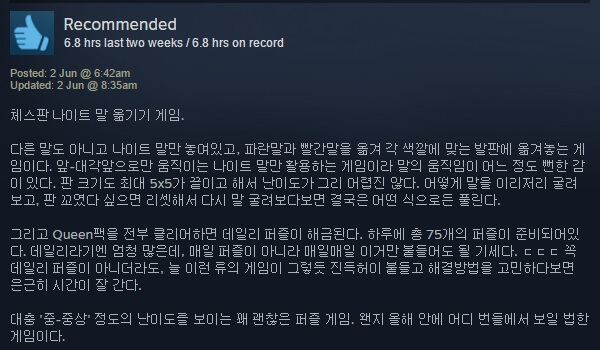 Recommended
6.8 hrs last two weeks / 6.8 hrs on record
Posted: 2 Jun @ 6:42am
Updated: 2 Jun @ 8:35am
체스판 나이트 말 옮기기 게임.
다른 말도 아니고 나이트 말만 놓여있고, 파란말과 빨간말을 옮겨 각 색깔에 맞는 발판에 옮겨놓는 게
임이다. 앞-대각앞으로만 움직이는 나이트 말만 활용하는 게임이라 말의 움직임이 어느 정도 뻔한 감
이 있다. 판 크기도 최대 5x5가 끝이고 해서 난이도가 그리 어렵진 않다. 어떻게 말을 이리저리 굴려
보고, 판 꼬였다 싶으면 리셋해서 다시 말 굴려보다보면 결국은 어떤 식으로든 풀린다.
그리고 Queen팩을 전부 클리어하면 데일리 퍼즐이 해금된다. 하루에 총 75개의 퍼즐이 준비되어있
다. 데일리라기엔 엄청 많은데, 매일 퍼즐이 아니라 매일매일 이거만 붙들어도 될 기세다. ㄷㄷㄷ 꼭
데일리 퍼즐이 아니더라도, 늘 이런 류의 게임이 그렇듯 진득허이 붙들고 해결방법을 고민하다보면
은근히 시간이 잘 간다.
대충 '중-중상' 정도의 난이도를 보이는 꽤 괜찮은 퍼즐 게임. 왠지 올해 안에 어디 번들에서 보일 법한
게임이다.